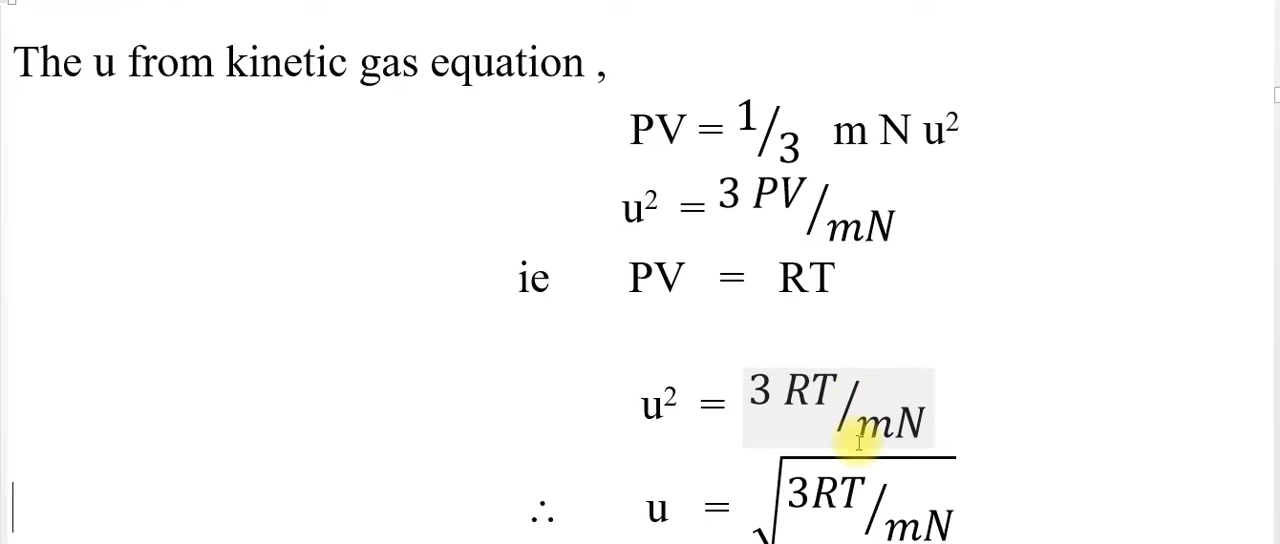 The u from kinetic gas equation ,
PV = 1/3 m N u²
u² = 3 PV/mN
ie PV = RT
u² = 3 RT/mN
∴ u = √3RT/mN